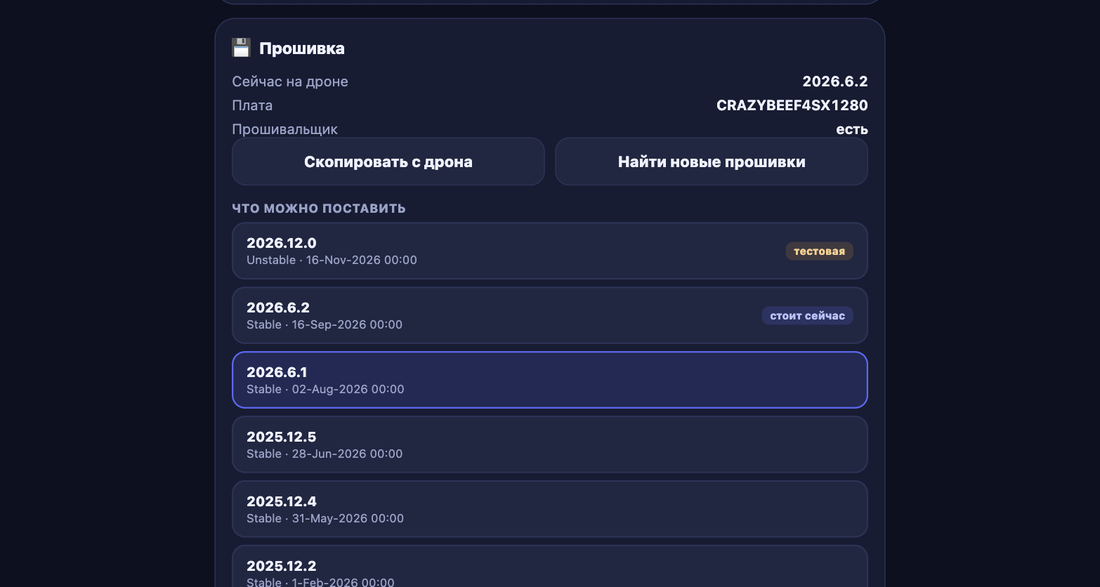 Прошивка
Сейчас на дроне 2026.6.2
Плата CRAZYBEEF4SX1280
Прошивальщик есть
Скопировать с дрона Найти новые прошивки
ЧТО МОЖНО ПОСТАВИТЬ
2026.12.0
Unstable · 16-Nov-2026 00:00
тестовая
2026.6.2
Stable · 16-Sep-2026 00:00
стоит сейчас
2026.6.1
Stable · 02-Aug-2026 00:00
2025.12.5
Stable · 28-Jun-2026 00:00
2025.12.4
Stable · 31-May-2026 00:00
2025.12.2
Stable · 1-Feb-2026 00:00